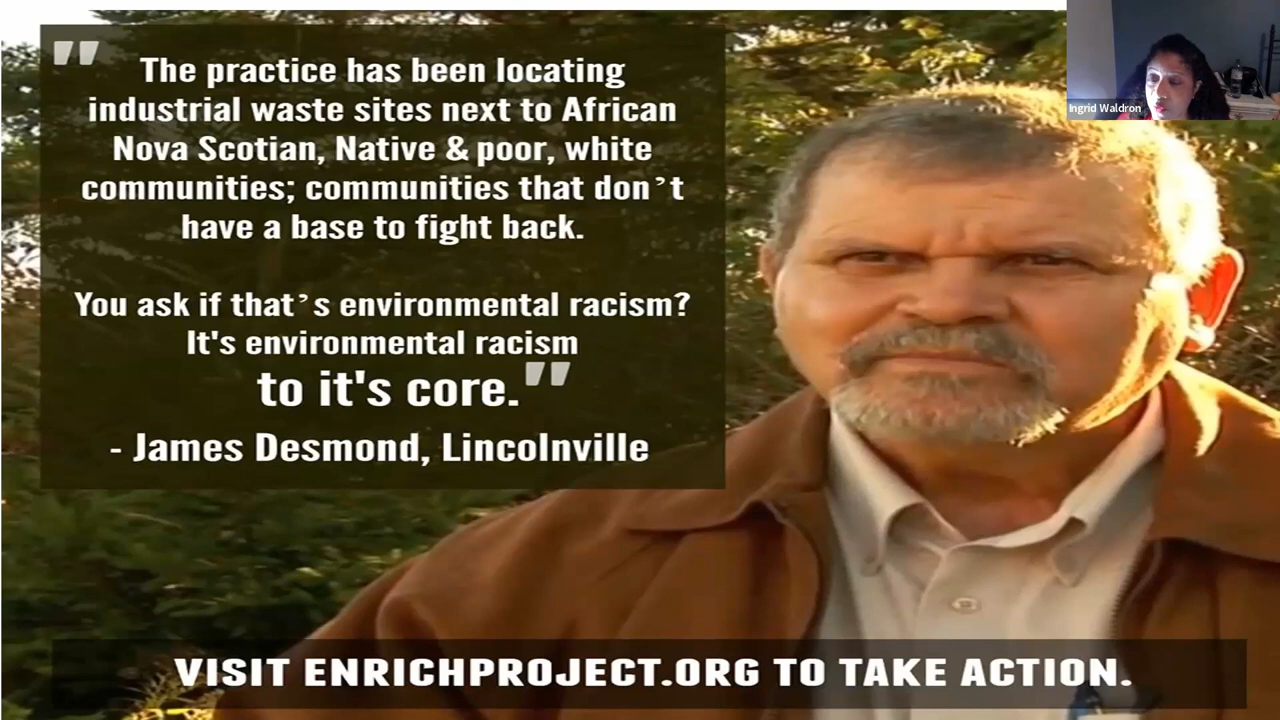 " The practice has been locating
industrial waste sites next to African
Nova Scotian, Native & poor, white
communities; communities that don't
have a base to fight back.
You ask if that's environmental racism?
It's environmental racism
to it's core. "
- James Desmond, Lincolnville
VISIT ENRICHPROJECT.ORG TO TAKE ACTION.
Ingrid Waldron